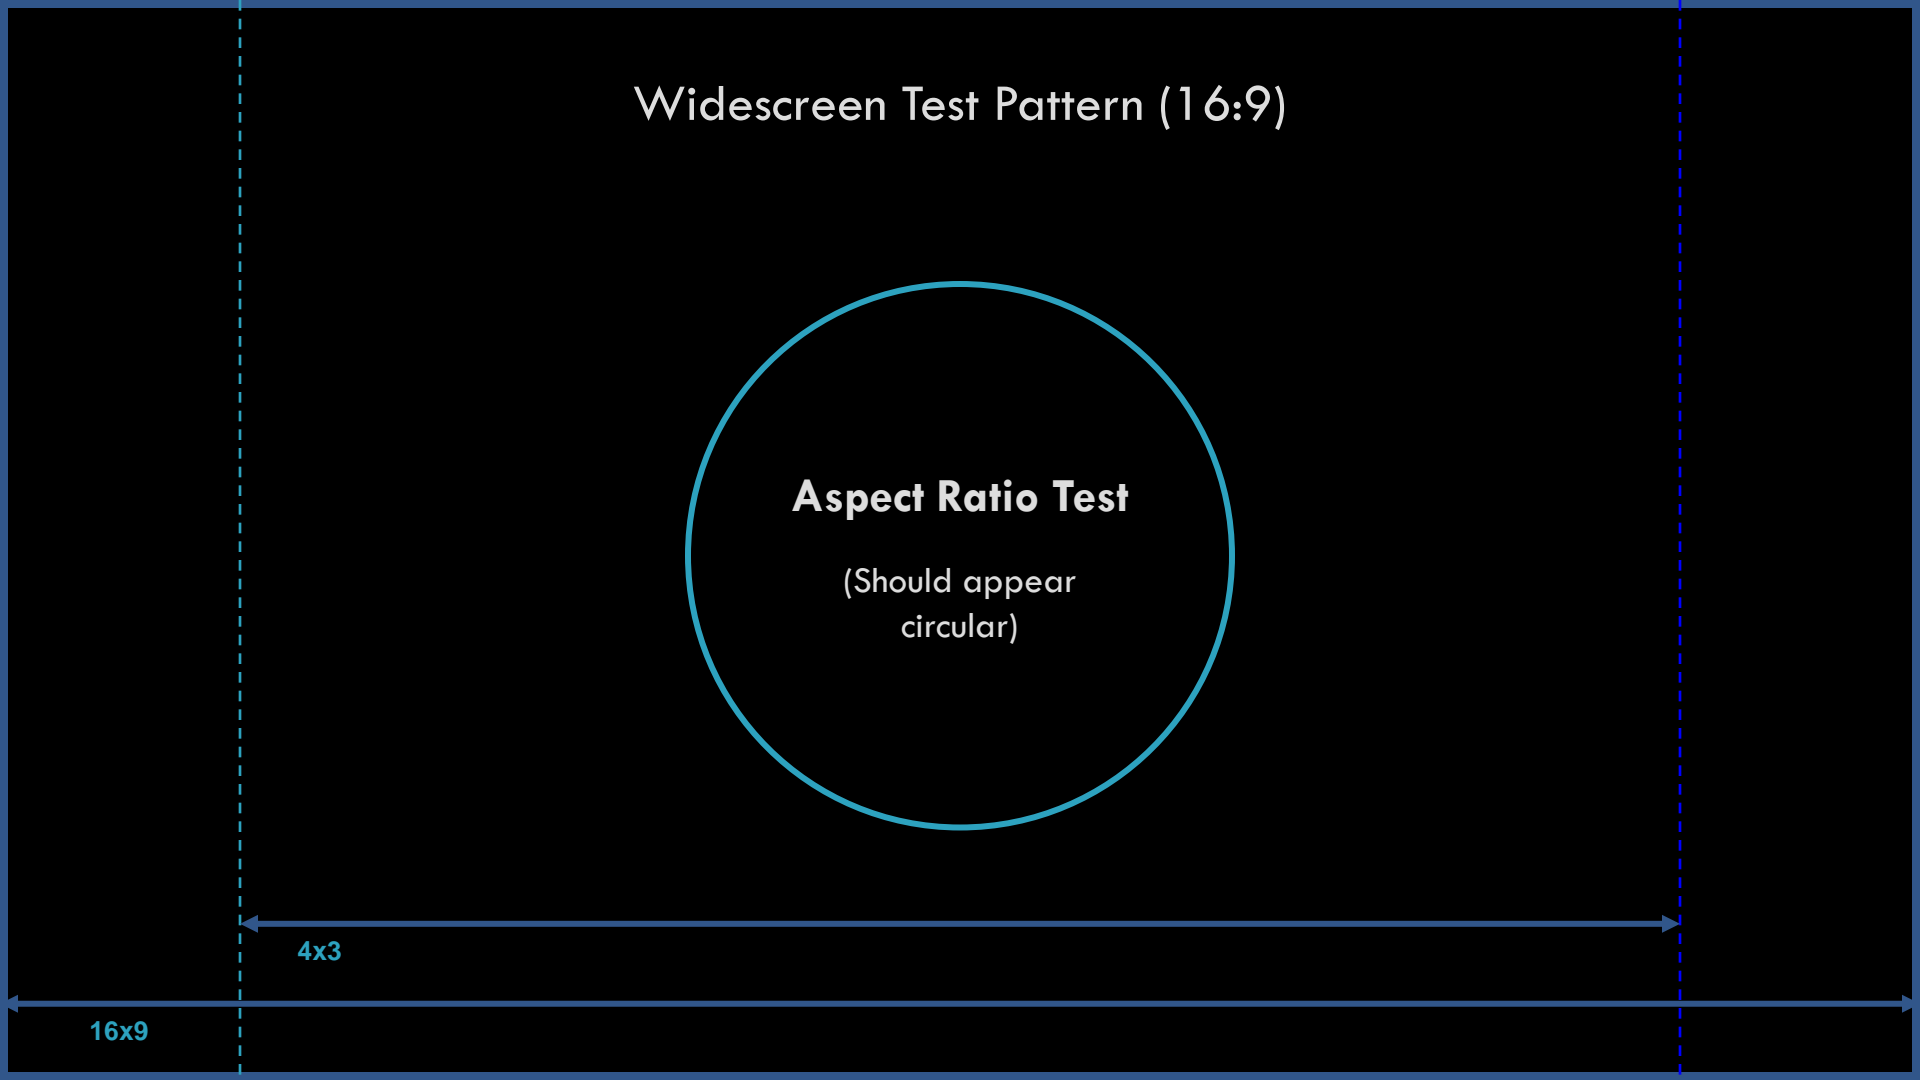 Widescreen Test Pattern (16:9)
Aspect Ratio Test
(Should appear
circular)
4x3
16x9